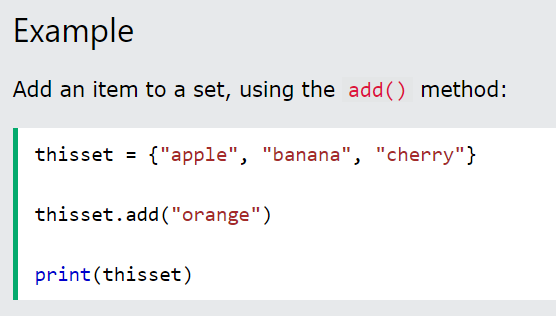 Example
Add an item to a set, using the add() method:
thisset = {"apple", "banana", "cherry"}
thisset.add("orange")
print(thisset)